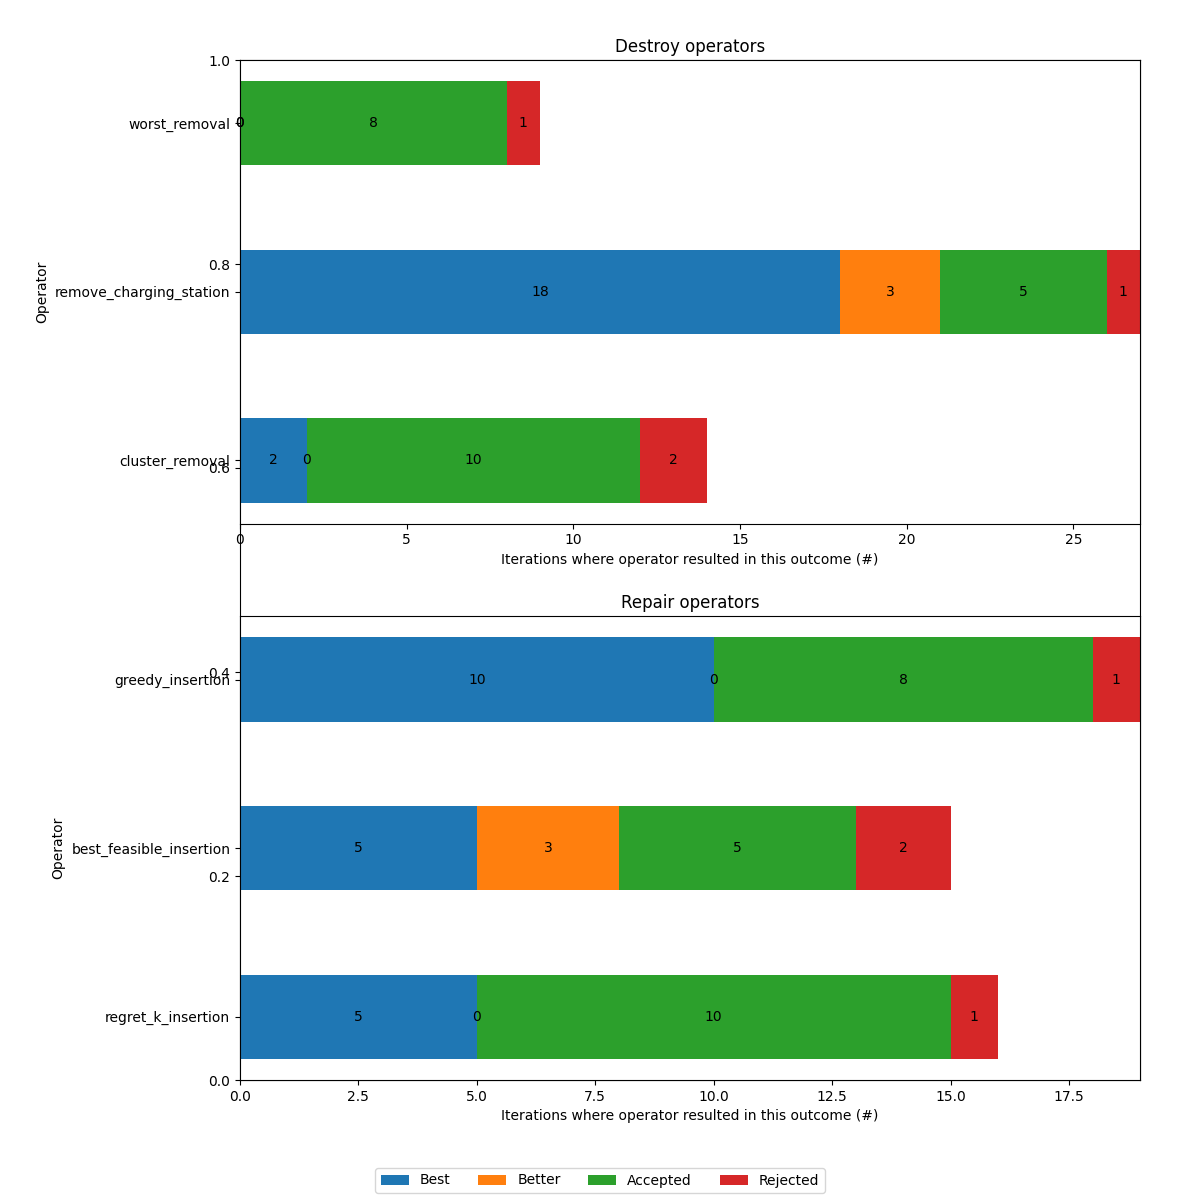 Destroy operators
1.0
worst_removal
0 0 8 1
0.8
remove_charging_station
18 3 5 1
Operator
cluster_removal
0.6
2 0 10 2
0 5 10 15 20 25
Iterations where operator resulted in this outcome (#)
Repair operators
0.4
greedy_insertion
10 0 8 1
best_feasible_insertion
5 3 5 2
Operator
0.2
regret_k_insertion
5 0 10 1
0.0
0.0 2.5 5.0 7.5 10.0 12.5 15.0 17.5
Iterations where operator resulted in this outcome (#)
Best Better Accepted Rejected